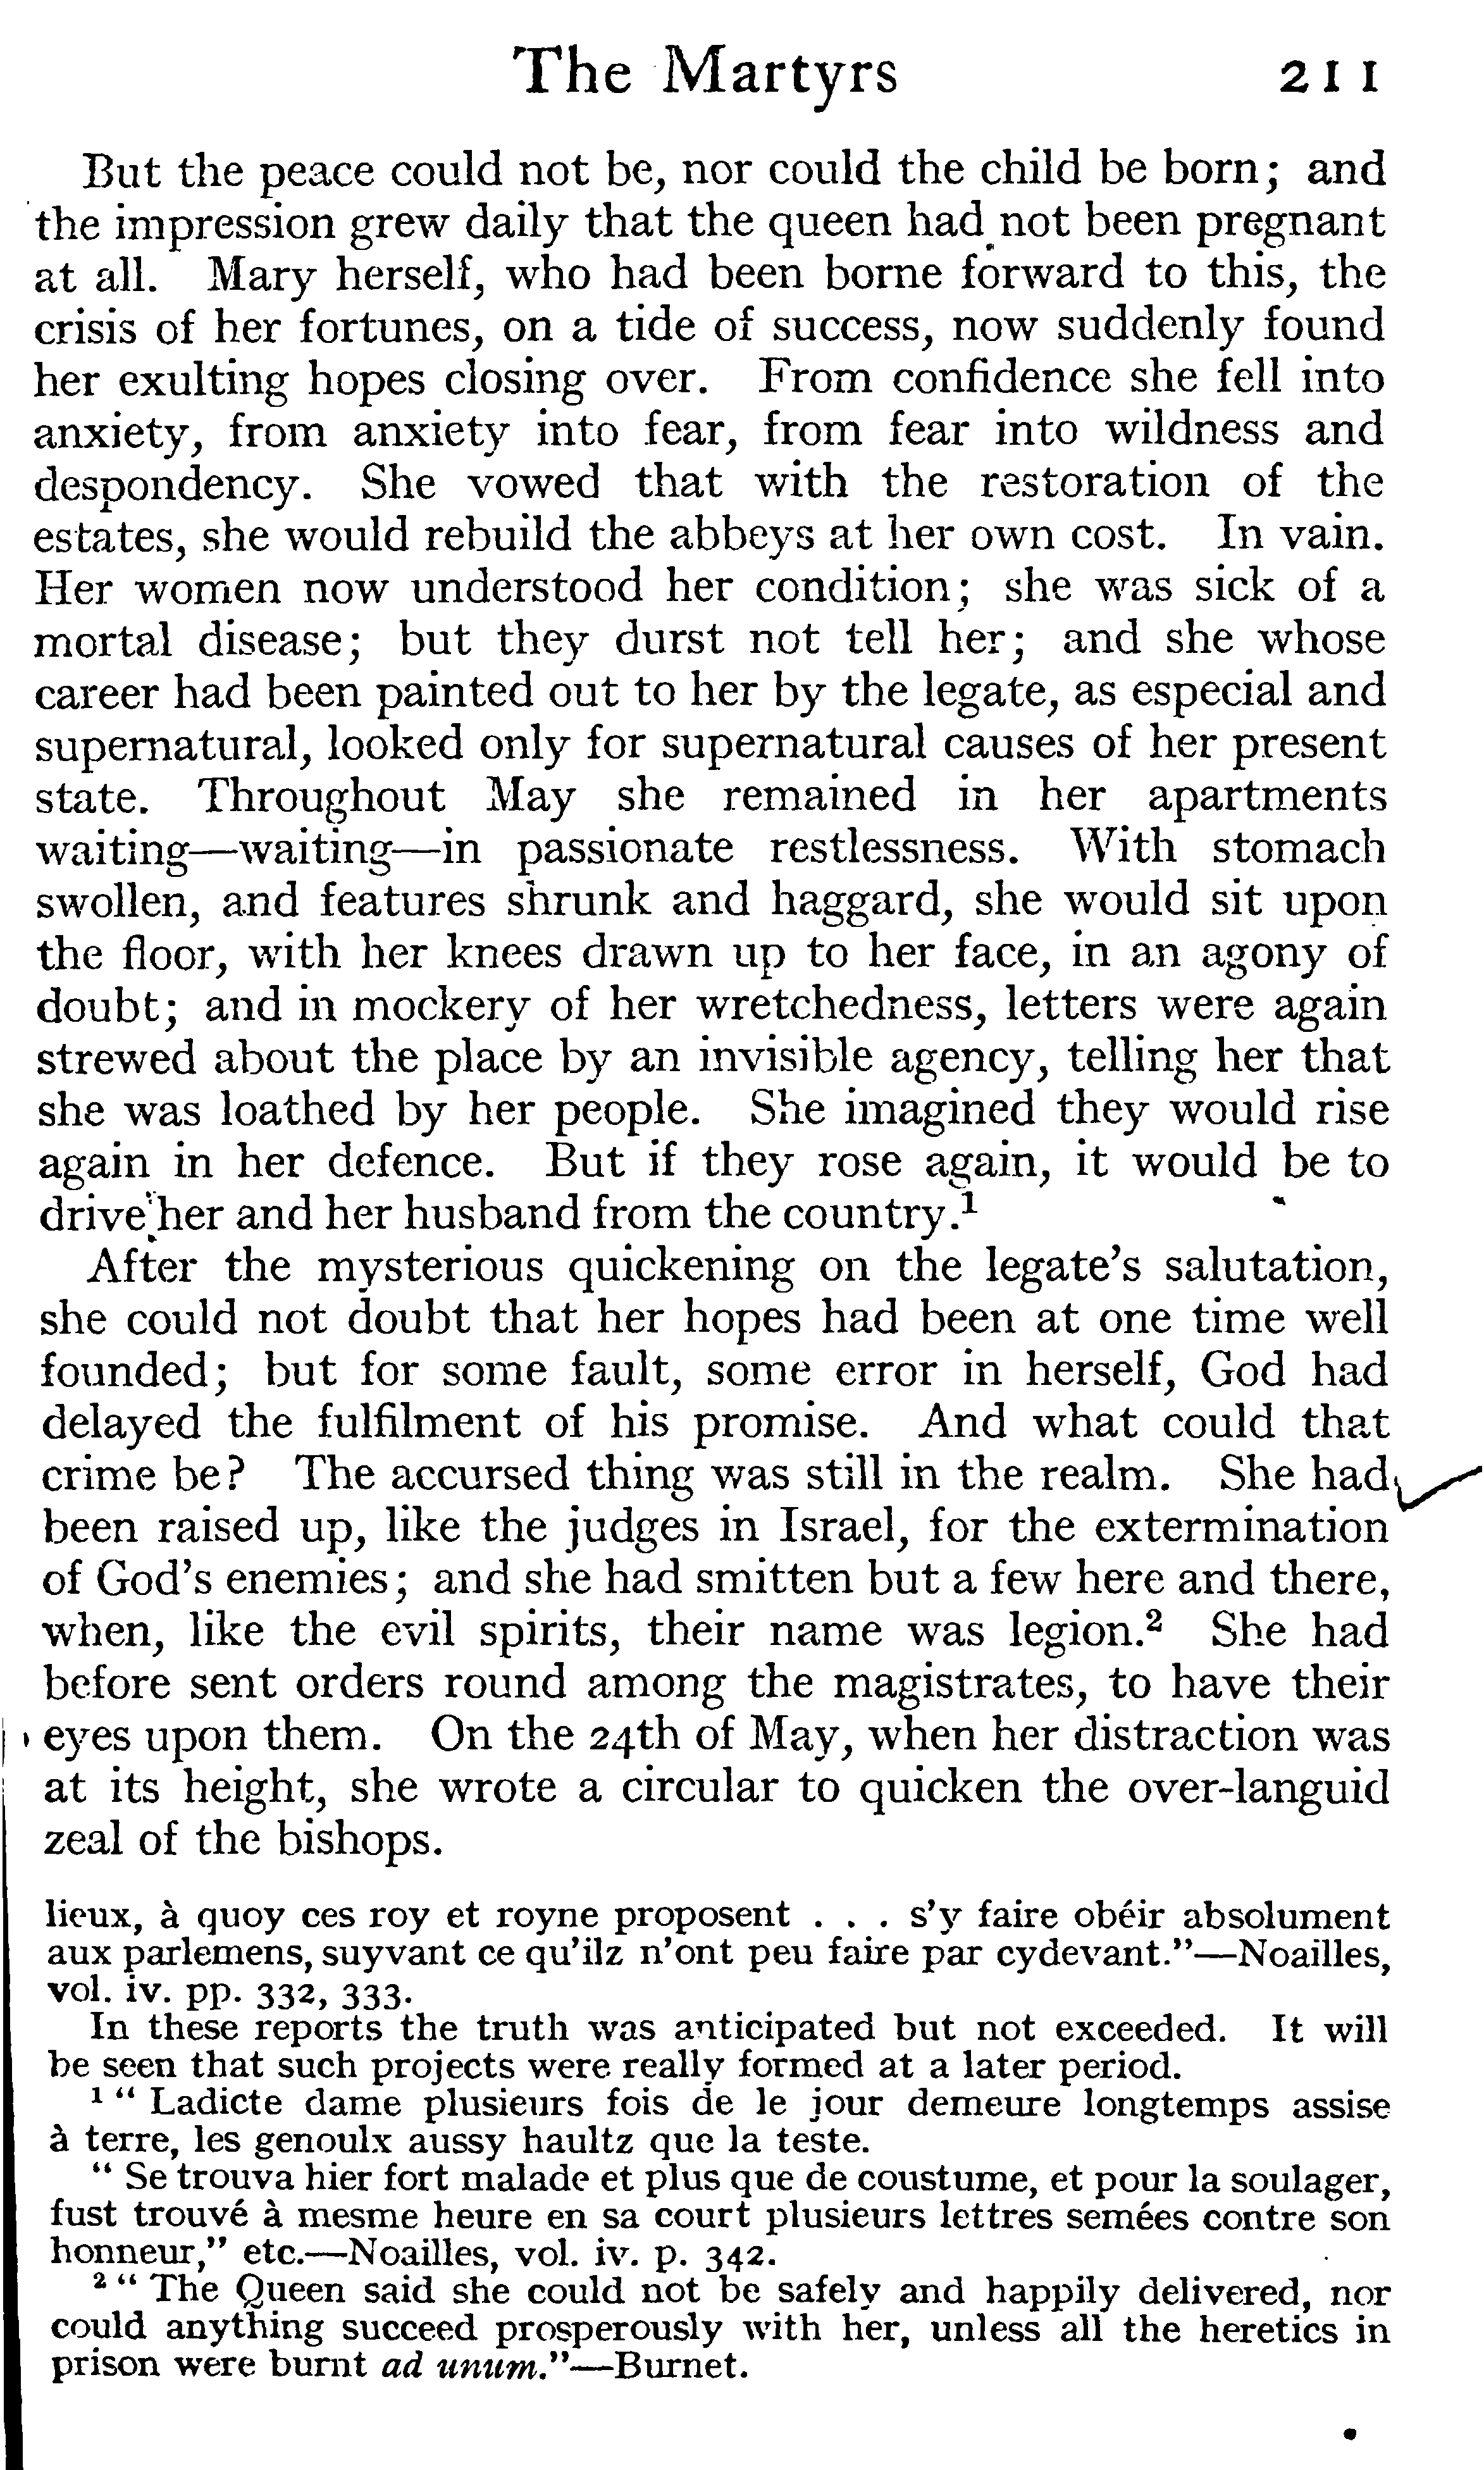 The Martyrs 211
But the peace could not be, nor could the child be born; and
the impression grew daily that the queen had not been pregnant
at all. Mary herself, who had been borne forward to this, the
crisis of her fortunes, on a tide of success, now suddenly found
her exulting hopes closing over. From confidence she fell into
anxiety, from anxiety into fear, from fear into wildness and
despondency. She vowed that with the restoration of the
estates, she would rebuild the abbeys at her own cost. In vain.
Her women now understood her condition; she was sick of a
mortal disease; but they durst not tell her; and she whose
career had been painted out to her by the legate, as especial and
supernatural, looked only for supernatural causes of her present
state. Throughout May she remained in her apartments
waiting—waiting—in passionate restlessness. With stomach
swollen, and features shrunk and haggard, she would sit upon
the floor, with her knees drawn up to her face, in an agony of
doubt; and in mockery of her wretchedness, letters were again
strewed about the place by an invisible agency, telling her that
she was loathed by her people. She imagined they would rise
again in her defence. But if they rose again, it would be to
drive her and her husband from the country.¹
After the mysterious quickening on the legate's salutation,
she could not doubt that her hopes had been at one time well
founded; but for some fault, some error in herself, God had
delayed the fulfilment of his promise. And what could that
crime be? The accursed thing was still in the realm. She had
been raised up, like the judges in Israel, for the extermination
of God's enemies; and she had smitten but a few here and there,
when, like the evil spirits, their name was legion.² She had
before sent orders round among the magistrates, to have their
eyes upon them. On the 24th of May, when her distraction was
at its height, she wrote a circular to quicken the over-languid
zeal of the bishops.
lieux, à quoy ces roy et royne proposent . . . s'y faire obéir absolument
aux parlemens, suyvant ce qu'ilz n'ont peu faire par cydevant."—Noailles,
vol. iv. pp. 332, 333.
In these reports the truth was anticipated but not exceeded. It will
be seen that such projects were really formed at a later period.
¹ " Ladicte dame plusieurs fois de le jour demeure longtemps assise
à terre, les genoulx aussy haultz que la teste.
" Se trouva hier fort malade et plus que de coustume, et pour la soulager,
fust trouvé à mesme heure en sa court plusieurs lettres semées contre son
honneur," etc.—Noailles, vol. iv. p. 342.
² " The Queen said she could not be safely and happily delivered, nor
could anything succeed prosperously with her, unless all the heretics in
prison were burnt ad unum."—Burnet.